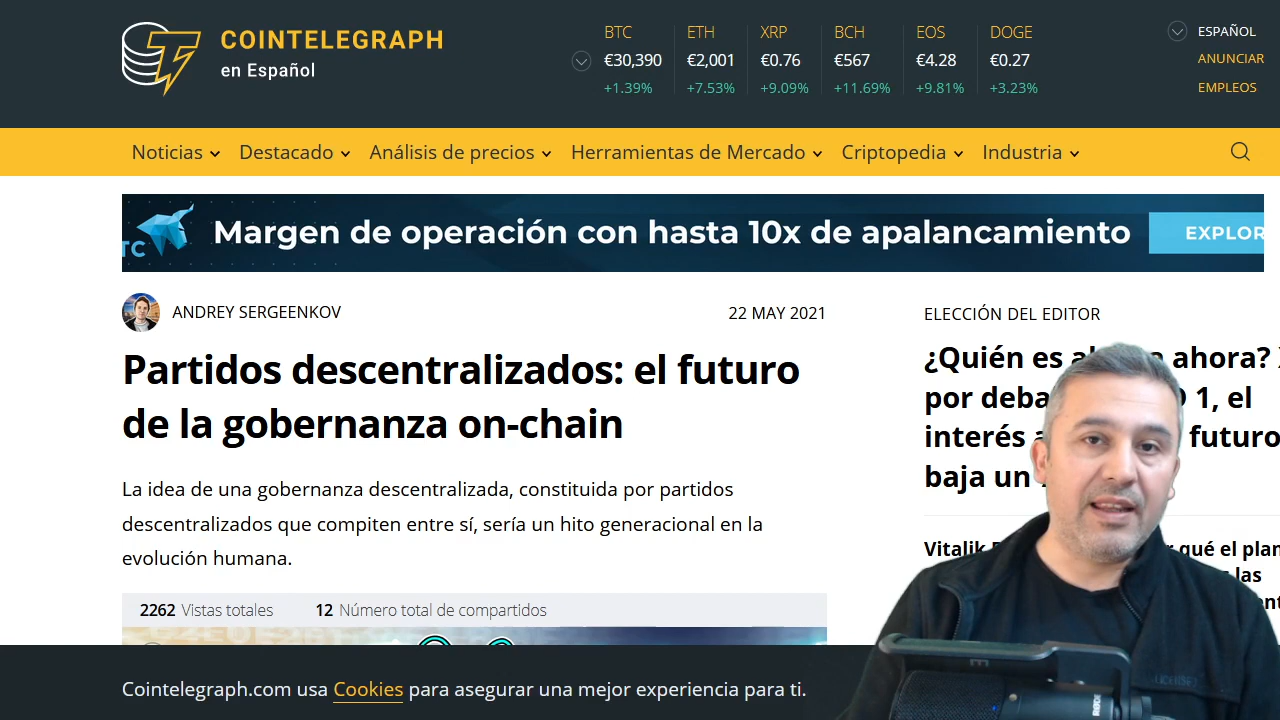 COINTELEGRAPH
en Español
BTC ETH XRP BCH EOS DOGE
€30,390 €2,001 €0.76 €567 €4.28 €0.27
+1.39% +7.53% +9.09% +11.69% +9.81% +3.23%
ESPAÑOL
ANUNCIAR
EMPLEOS
Noticias Destacado Análisis de precios Herramientas de Mercado Criptopedia Industria
TC Margen de operación con hasta 10x de apalancamiento EXPLOR
ANDREY SERGEENKOV 22 MAY 2021
Partidos descentralizados: el futuro
de la gobernanza on-chain
La idea de una gobernanza descentralizada, constituida por partidos
descentralizados que compiten entre sí, sería un hito generacional en la
evolución humana.
2262 Vistas totales 12 Número total de compartidos
ELECCIÓN DEL EDITOR
¿Quién es ahora?
por 1, el
interés futuro
baja un
Vitalik qué el
las
Cointelegraph.com usa Cookies para asegurar una mejor experiencia para ti.
RODE